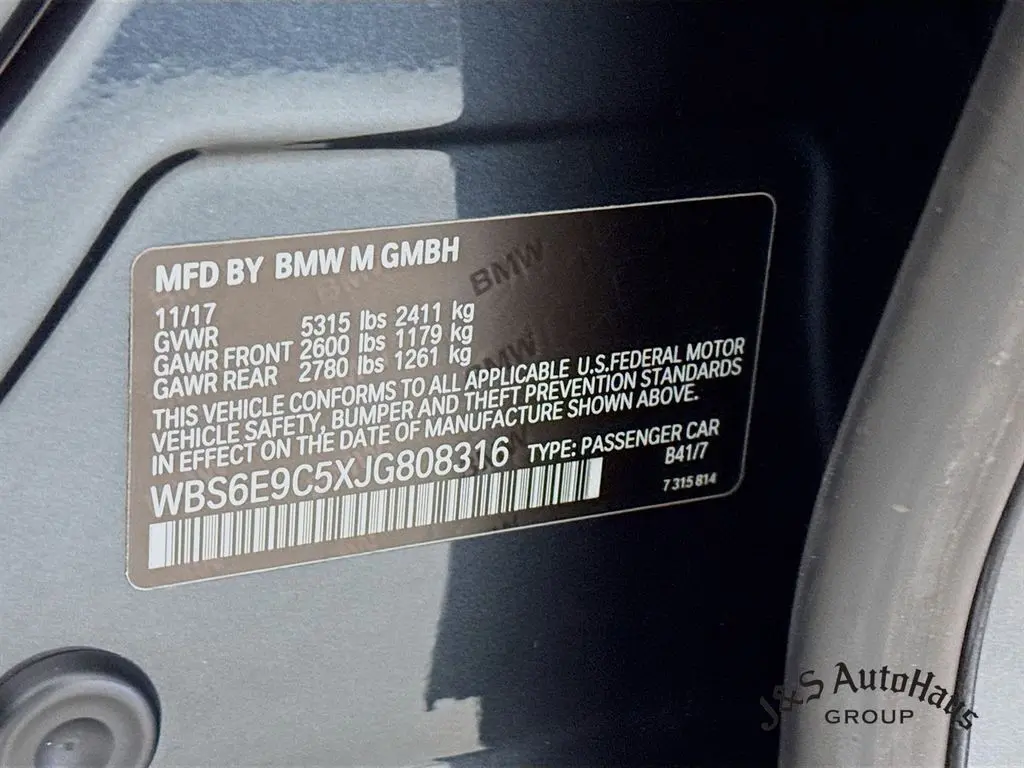 MFD BY BMW M GMBH
BMW
11/17
GVWR 5315 lbs 2411 kg
GAWR FRONT 2600 lbs 1179 kg
GAWR REAR 2780 lbs 1261 kg
BMW
THIS VEHICLE CONFORMS TO ALL APPLICABLE U.S.FEDERAL MOTOR
VEHICLE SAFETY, BUMPER AND THEFT PREVENTION STANDARDS
IN EFFECT ON THE DATE OF MANUFACTURE SHOWN ABOVE.
WBS6E9C5XJG808316 TYPE: PASSENGER CAR
B41/7
7 315 814
J&S AutoHaus
GROUP